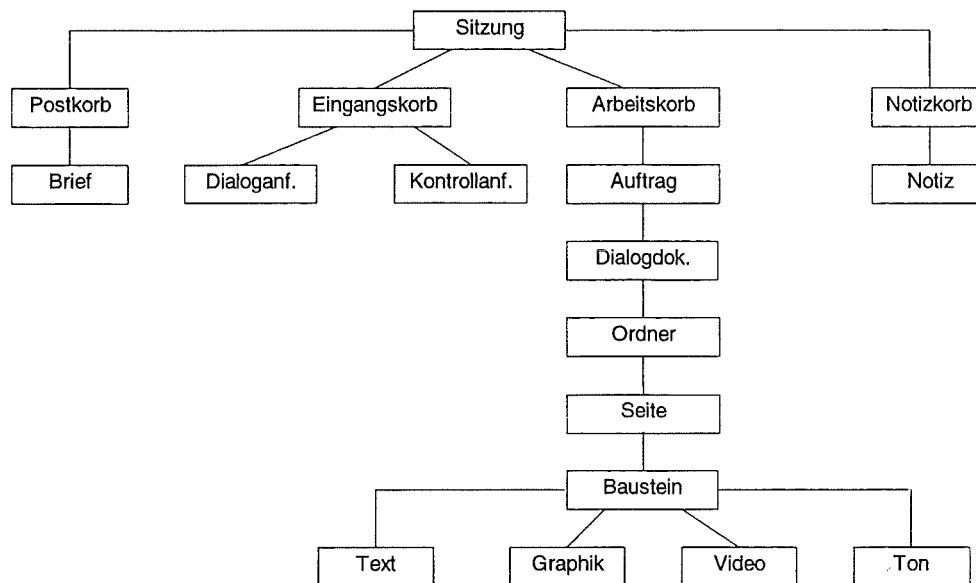 Sitzung
Postkorb Eingangskorb Arbeitskorb Notizkorb
Brief Dialoganf. Kontrollanf. Auftrag Notiz
Dialogdok.
Ordner
Seite
Baustein
Text Graphik Video Ton